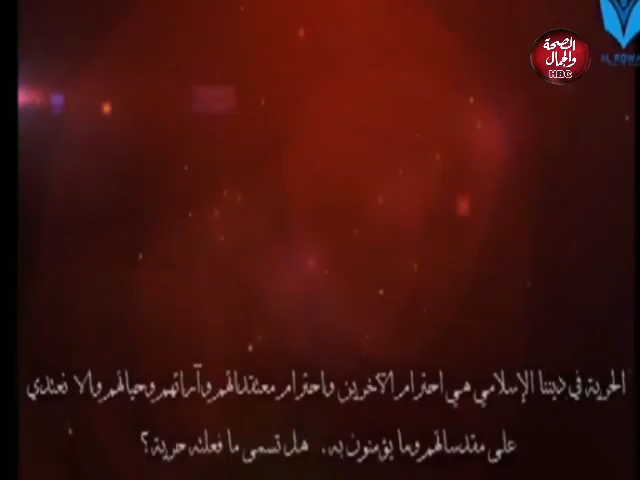 الصحة
والجمال
HBC
الحرية في ديننا الإسلامي هي احترام الآخرين واحترام معتقداتهم وآرائهم وحياتهم والا نعتدي
على مقدساتهم وما يؤمنون به، هل تسمى ما فعلته حرية؟